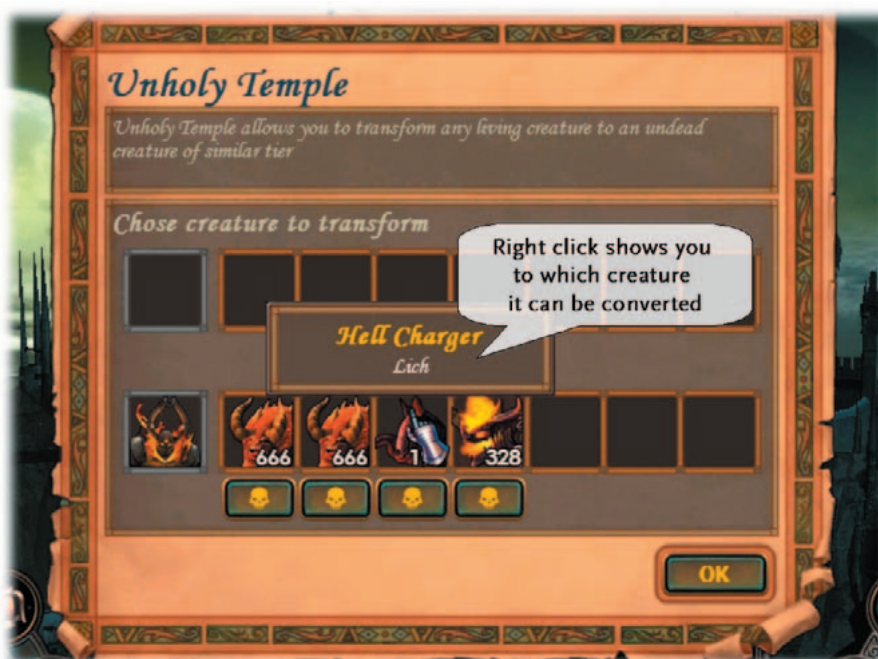 Unholy Temple
Unholy Temple allows you to transform any living creature to an undead
creature of similar tier
Chose creature to transform
Right click shows you
to which creature
it can be converted
Hell Charger
Lich
666
666
1
328
OK